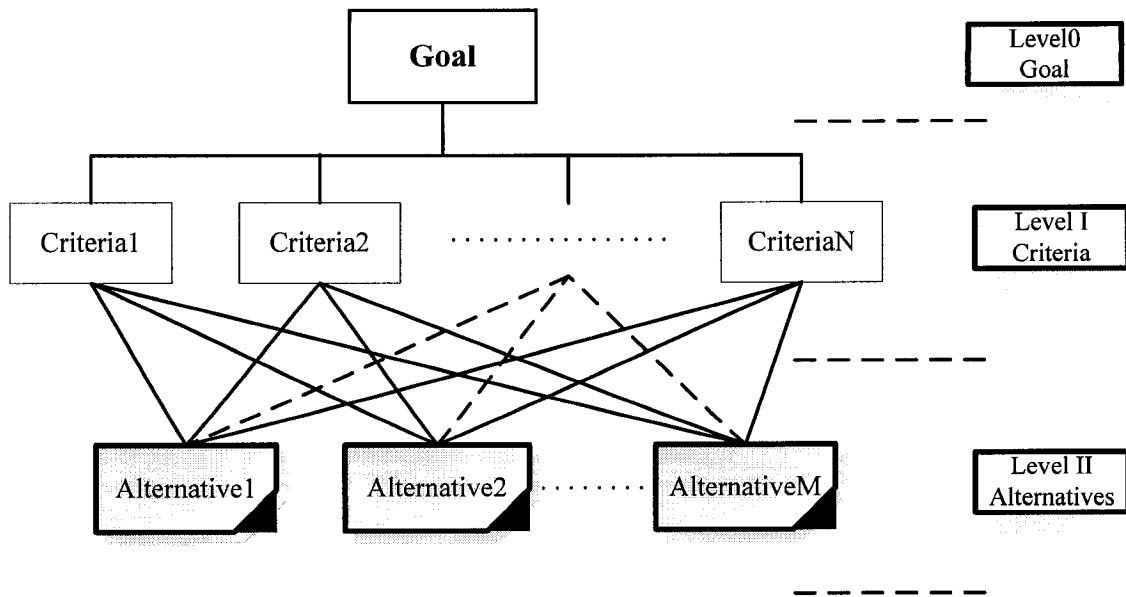 Goal
Level0
Goal
Criteria1
Criteria2
CriteriaN
Level I
Criteria
Alternative1
Alternative2
AlternativeM
Level II
Alternatives